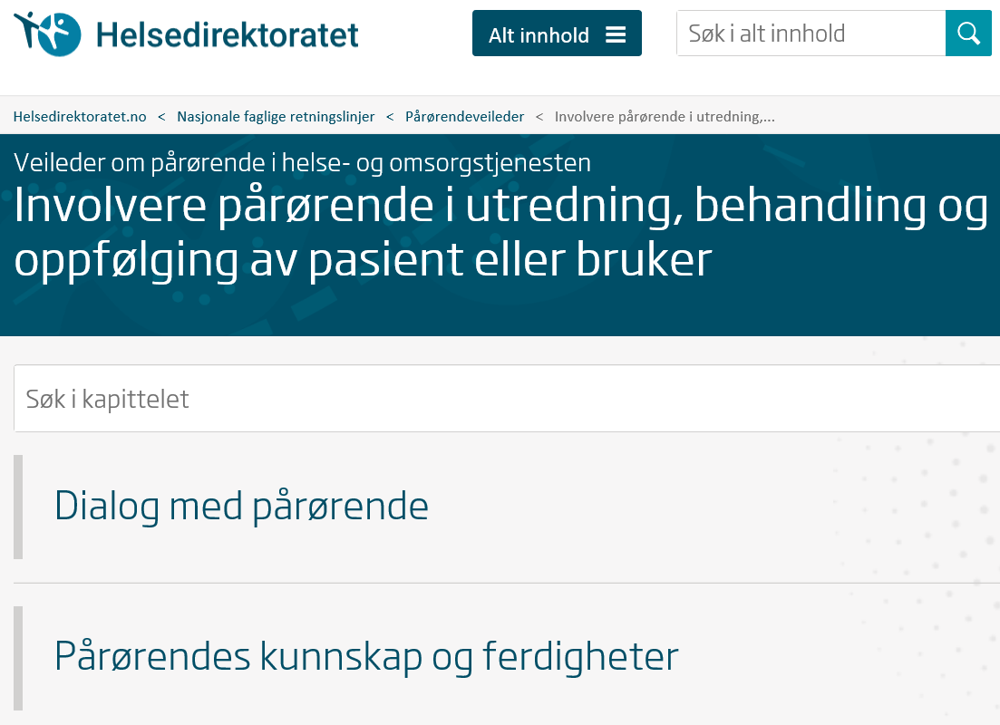 Helsedirektoratet
Alt innhold
Søk i alt innhold
Helsedirektoratet.no < Nasjonale faglige retningslinjer < Pårørendeveileder < Involvere pårørende i utredning,...
Veileder om pårørende i helse- og omsorgstjenesten
Involvere pårørende i utredning, behandling og
oppfølging av pasient eller bruker
Søk i kapittelet
Dialog med pårørende
Pårørendes kunnskap og ferdigheter